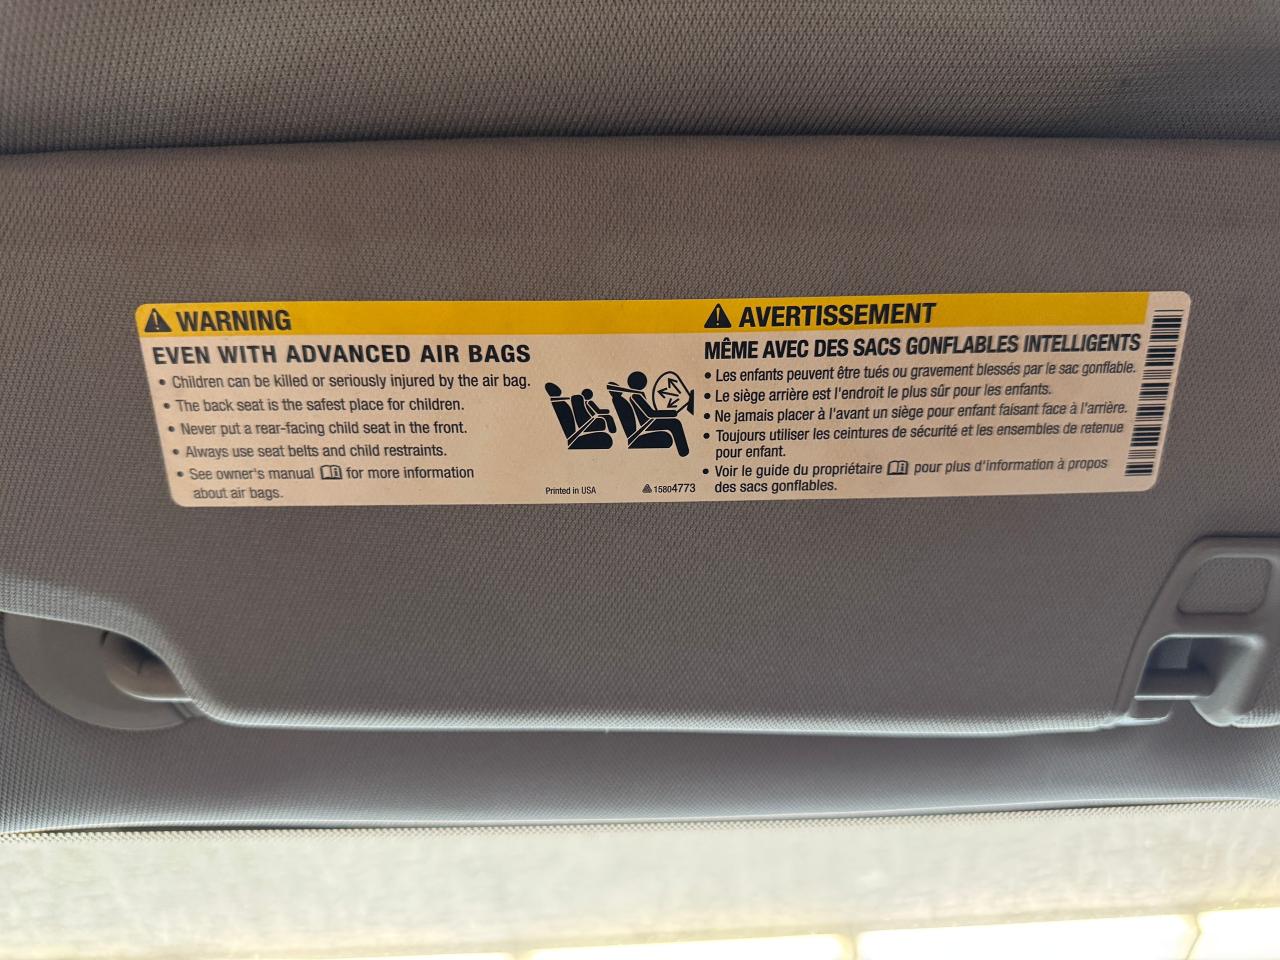 WARNING
EVEN WITH ADVANCED AIR BAGS
• Children can be killed or seriously injured by the air bag.
• The back seat is the safest place for children.
• Never put a rear-facing child seat in the front.
• Always use seat belts and child restraints.
• See owner's manual for more information
about air bags.
Printed in USA
15804773
AVERTISSEMENT
MÊME AVEC DES SACS GONFLABLES INTELLIGENTS
• Les enfants peuvent être tués ou gravement blessés par le sac gonflable.
• Le siège arrière est l'endroit le plus sûr pour les enfants.
• Ne jamais placer à l'avant un siège pour enfant faisant face à l'arrière.
• Toujours utiliser les ceintures de sécurité et les ensembles de retenue
pour enfant.
• Voir le guide du propriétaire pour plus d'information à propos
des sacs gonflables.